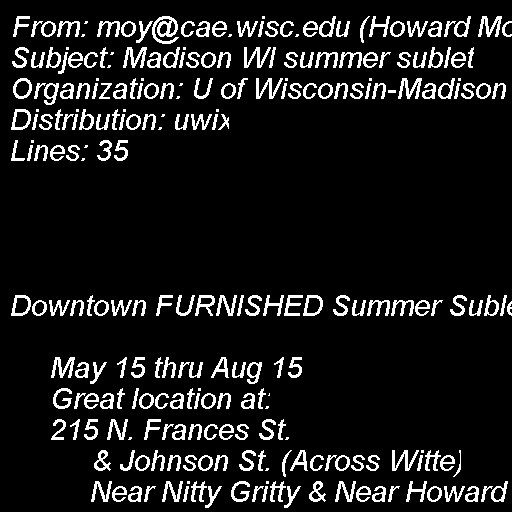 From: moy@cae.wisc.edu (Howard Mo
Subject: Madison WI summer sublet
Organization: U of Wisconsin-Madison
Distribution: uwix
Lines: 35
Downtown FURNISHED Summer Suble
May 15 thru Aug 15
Great location at:
215 N. Frances St.
& Johnson St. (Across Witte)
Near Nitty Gritty & Near Howard